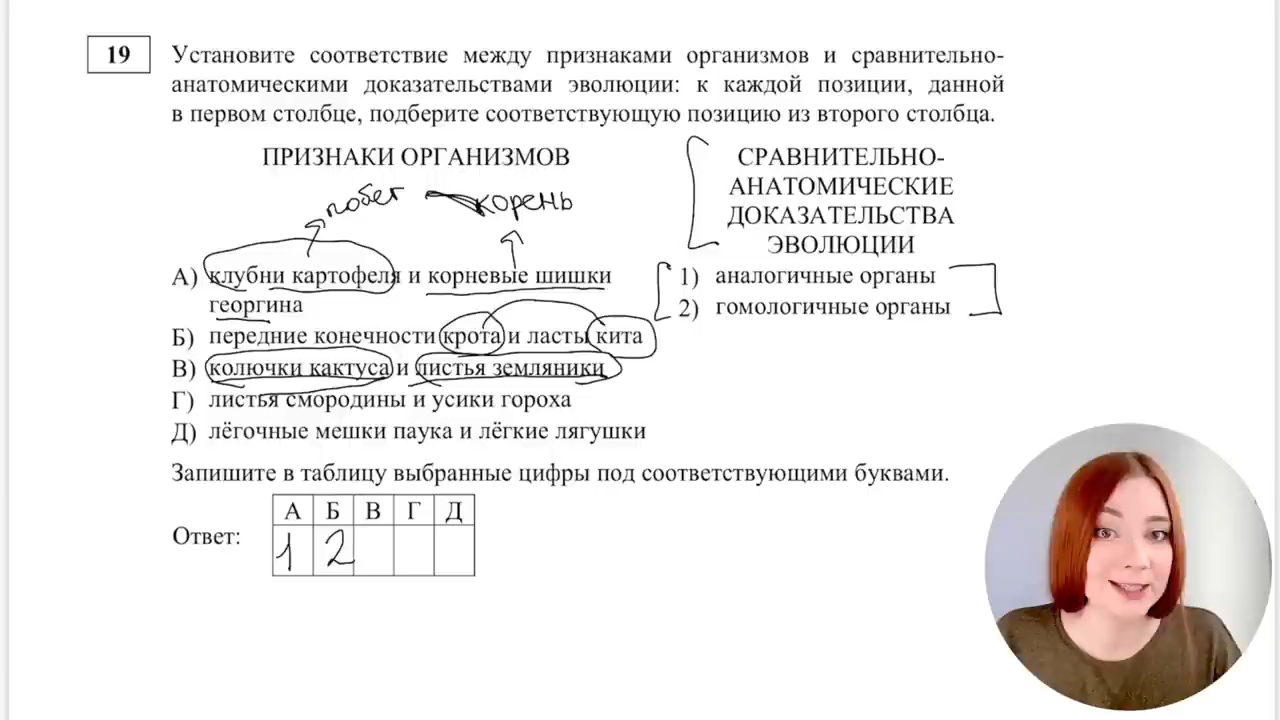 19
Установите соответствие между признаками организмов и сравнительно-
анатомическими доказательствами эволюции: к каждой позиции, данной
в первом столбце, подберите соответствующую позицию из второго столбца.
ПРИЗНАКИ ОРГАНИЗМОВ
побег корень
А) клубни картофеля и корневые шишки
георгина
Б) передние конечности крота и ласты кита
В) колючки кактуса и листья земляники
Г) листья смородины и усики гороха
Д) лёгочные мешки паука и лёгкие лягушки
СРАВНИТЕЛЬНО-
АНАТОМИЧЕСКИЕ
ДОКАЗАТЕЛЬСТВА
ЭВОЛЮЦИИ
1) аналогичные органы
2) гомологичные органы
Запишите в таблицу выбранные цифры под соответствующими буквами.
Ответ:
А Б В Г Д
1 2